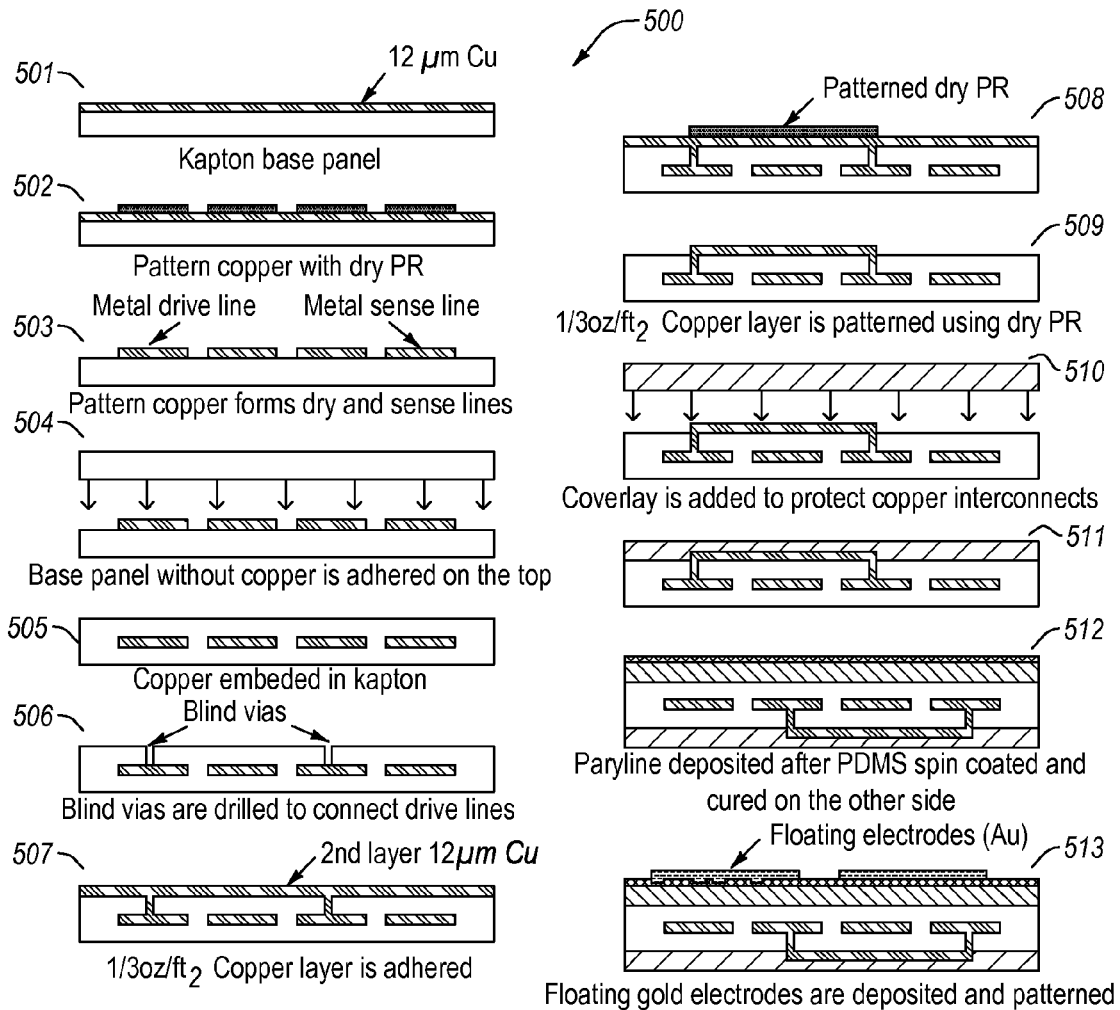 500
501
12 µm Cu
Kapton base panel
502
Pattern copper with dry PR
Metal drive line
Metal sense line
503
Pattern copper forms dry and sense lines
504
Base panel without copper is adhered on the top
505
Copper embeded in kapton
506
Blind vias
Blind vias are drilled to connect drive lines
507
2nd layer 12µm Cu
1/3oz/ft2 Copper layer is adhered
Patterned dry PR
508
509
1/3oz/ft2 Copper layer is patterned using dry PR
510
Coverlay is added to protect copper interconnects
511
512
Paryline deposited after PDMS spin coated and
cured on the other side
Floating electrodes (Au)
513
Floating gold electrodes are deposited and patterned